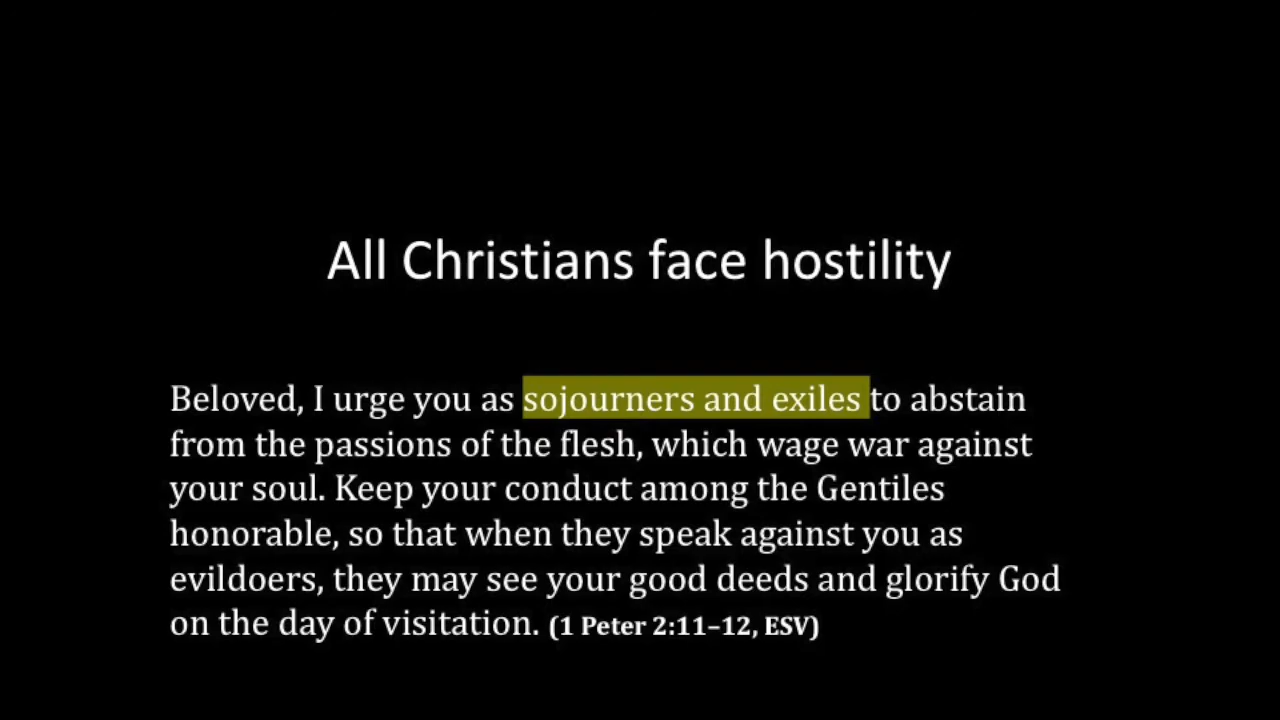 All Christians face hostility
Beloved, I urge you as sojourners and exiles to abstain
from the passions of the flesh, which wage war against
your soul. Keep your conduct among the Gentiles
honorable, so that when they speak against you as
evildoers, they may see your good deeds and glorify God
on the day of visitation. (1 Peter 2:11–12, ESV)